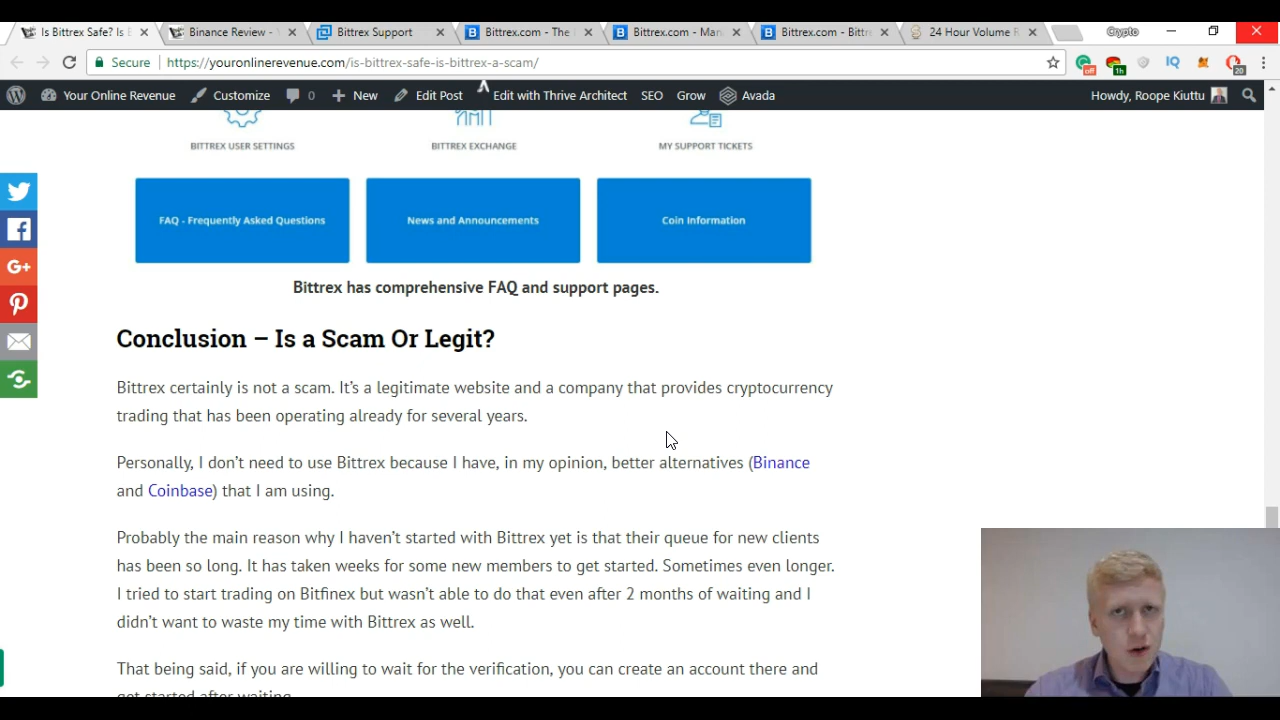 Is Bittrex Safe? Is
Binance Review -
Bittrex Support
Bittrex.com - The
Bittrex.com - Man
Bittrex.com - Bittr
24 Hour Volume R
Crypto
Secure
https://youronlinerevenue.com/is-bittrex-safe-is-bittrex-a-scam/
off
1h
IQ
20
Your Online Revenue
Customize
0
New
Edit Post
Edit with Thrive Architect
SEO
Grow
Avada
Howdy, Roope Kiuttu
BITTREX USER SETTINGS
BITTREX EXCHANGE
MY SUPPORT TICKETS
FAQ - Frequently Asked Questions
News and Announcements
Coin Information
G+
Bittrex has comprehensive FAQ and support pages.
Conclusion – Is a Scam Or Legit?
Bittrex certainly is not a scam. It’s a legitimate website and a company that provides cryptocurrency
trading that has been operating already for several years.
Personally, I don’t need to use Bittrex because I have, in my opinion, better alternatives (Binance
and Coinbase) that I am using.
Probably the main reason why I haven’t started with Bittrex yet is that their queue for new clients
has been so long. It has taken weeks for some new members to get started. Sometimes even longer.
I tried to start trading on Bitfinex but wasn’t able to do that even after 2 months of waiting and I
didn’t want to waste my time with Bittrex as well.
That being said, if you are willing to wait for the verification, you can create an account there and
get started after waiting.